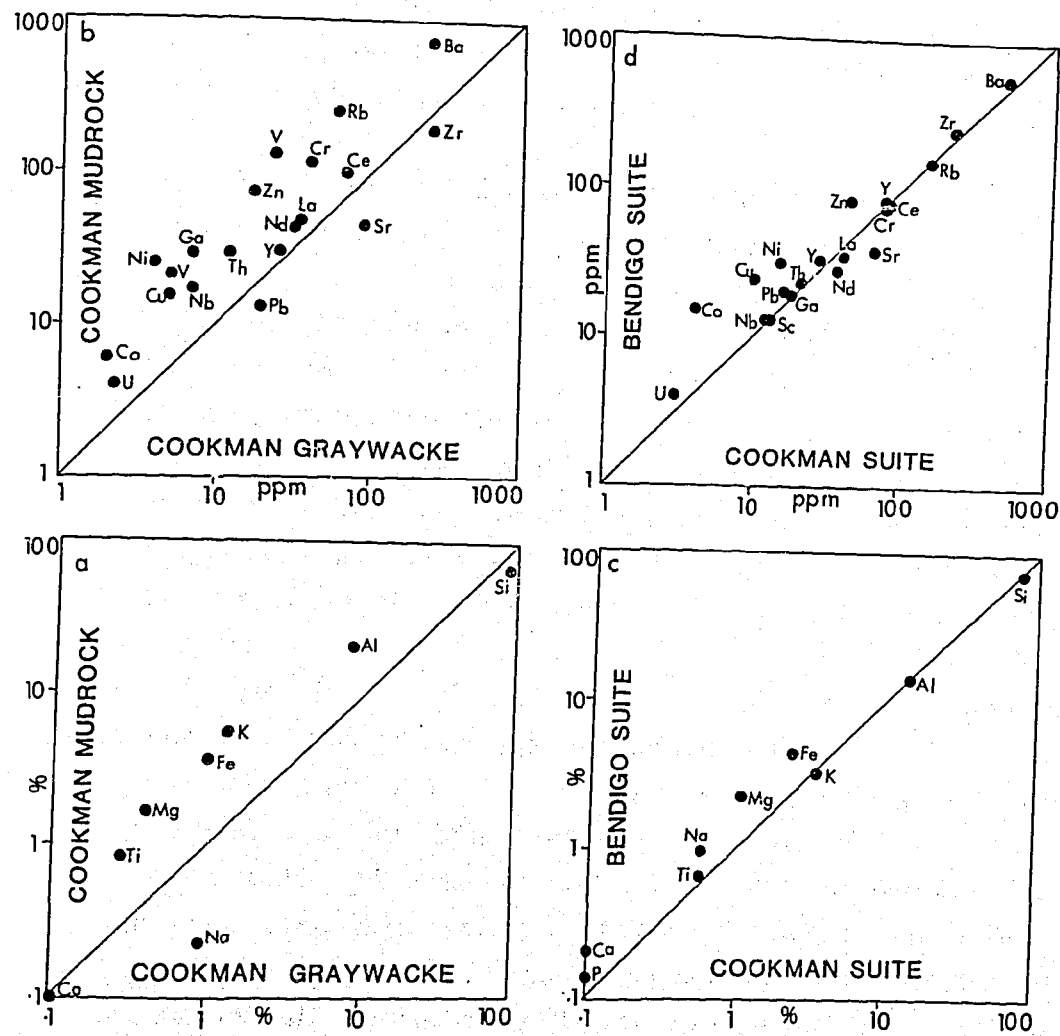 1000
b
Ba
Rb
Zr
V
Cr
Ce
100
Zn
La
Nd
Sr
Ga
Y
Ni
Th
V
Cu
Nb
Pb
10
Co
U
COOKMAN MUDROCK
COOKMAN GRAYWACKE
1
1
10
ppm
100
1000
1000
d
Ba
Zr
Rb
100
Zn
Y
Ce
Cr
Ni
Y
La
Sr
Cu
Th
Nd
Pb
Ga
Co
Nb
Sc
10
U
ppm
BENDIGO SUITE
COOKMAN SUITE
1
1
10
ppm
100
1000
100
a
Si
Al
10
K
Fe
%
Mg
1
Ti
Na
COOKMAN MUDROCK
COOKMAN GRAYWACKE
·1
Co
·1
1
%
10
100
100
c
Si
Al
10
Fe
K
%
Mg
Na
1
Ti
Ca
P
BENDIGO SUITE
COOKMAN SUITE
·1
·1
1
%
10
100